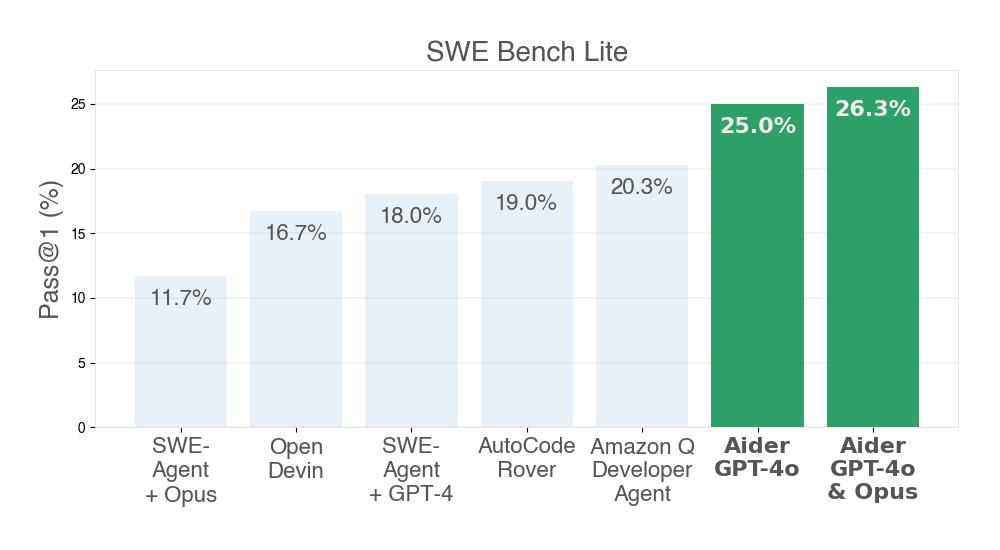 SWE Bench Lite
Pass@1 (%)
25
20
15
10
5
0
11.7%
16.7%
18.0%
19.0%
20.3%
25.0%
26.3%
SWE-
Agent
+ Opus
Open
Devin
SWE-
Agent
+ GPT-4
AutoCode
Rover
Amazon Q
Developer
Agent
Aider
GPT-4o
Aider
GPT-4o
& Opus